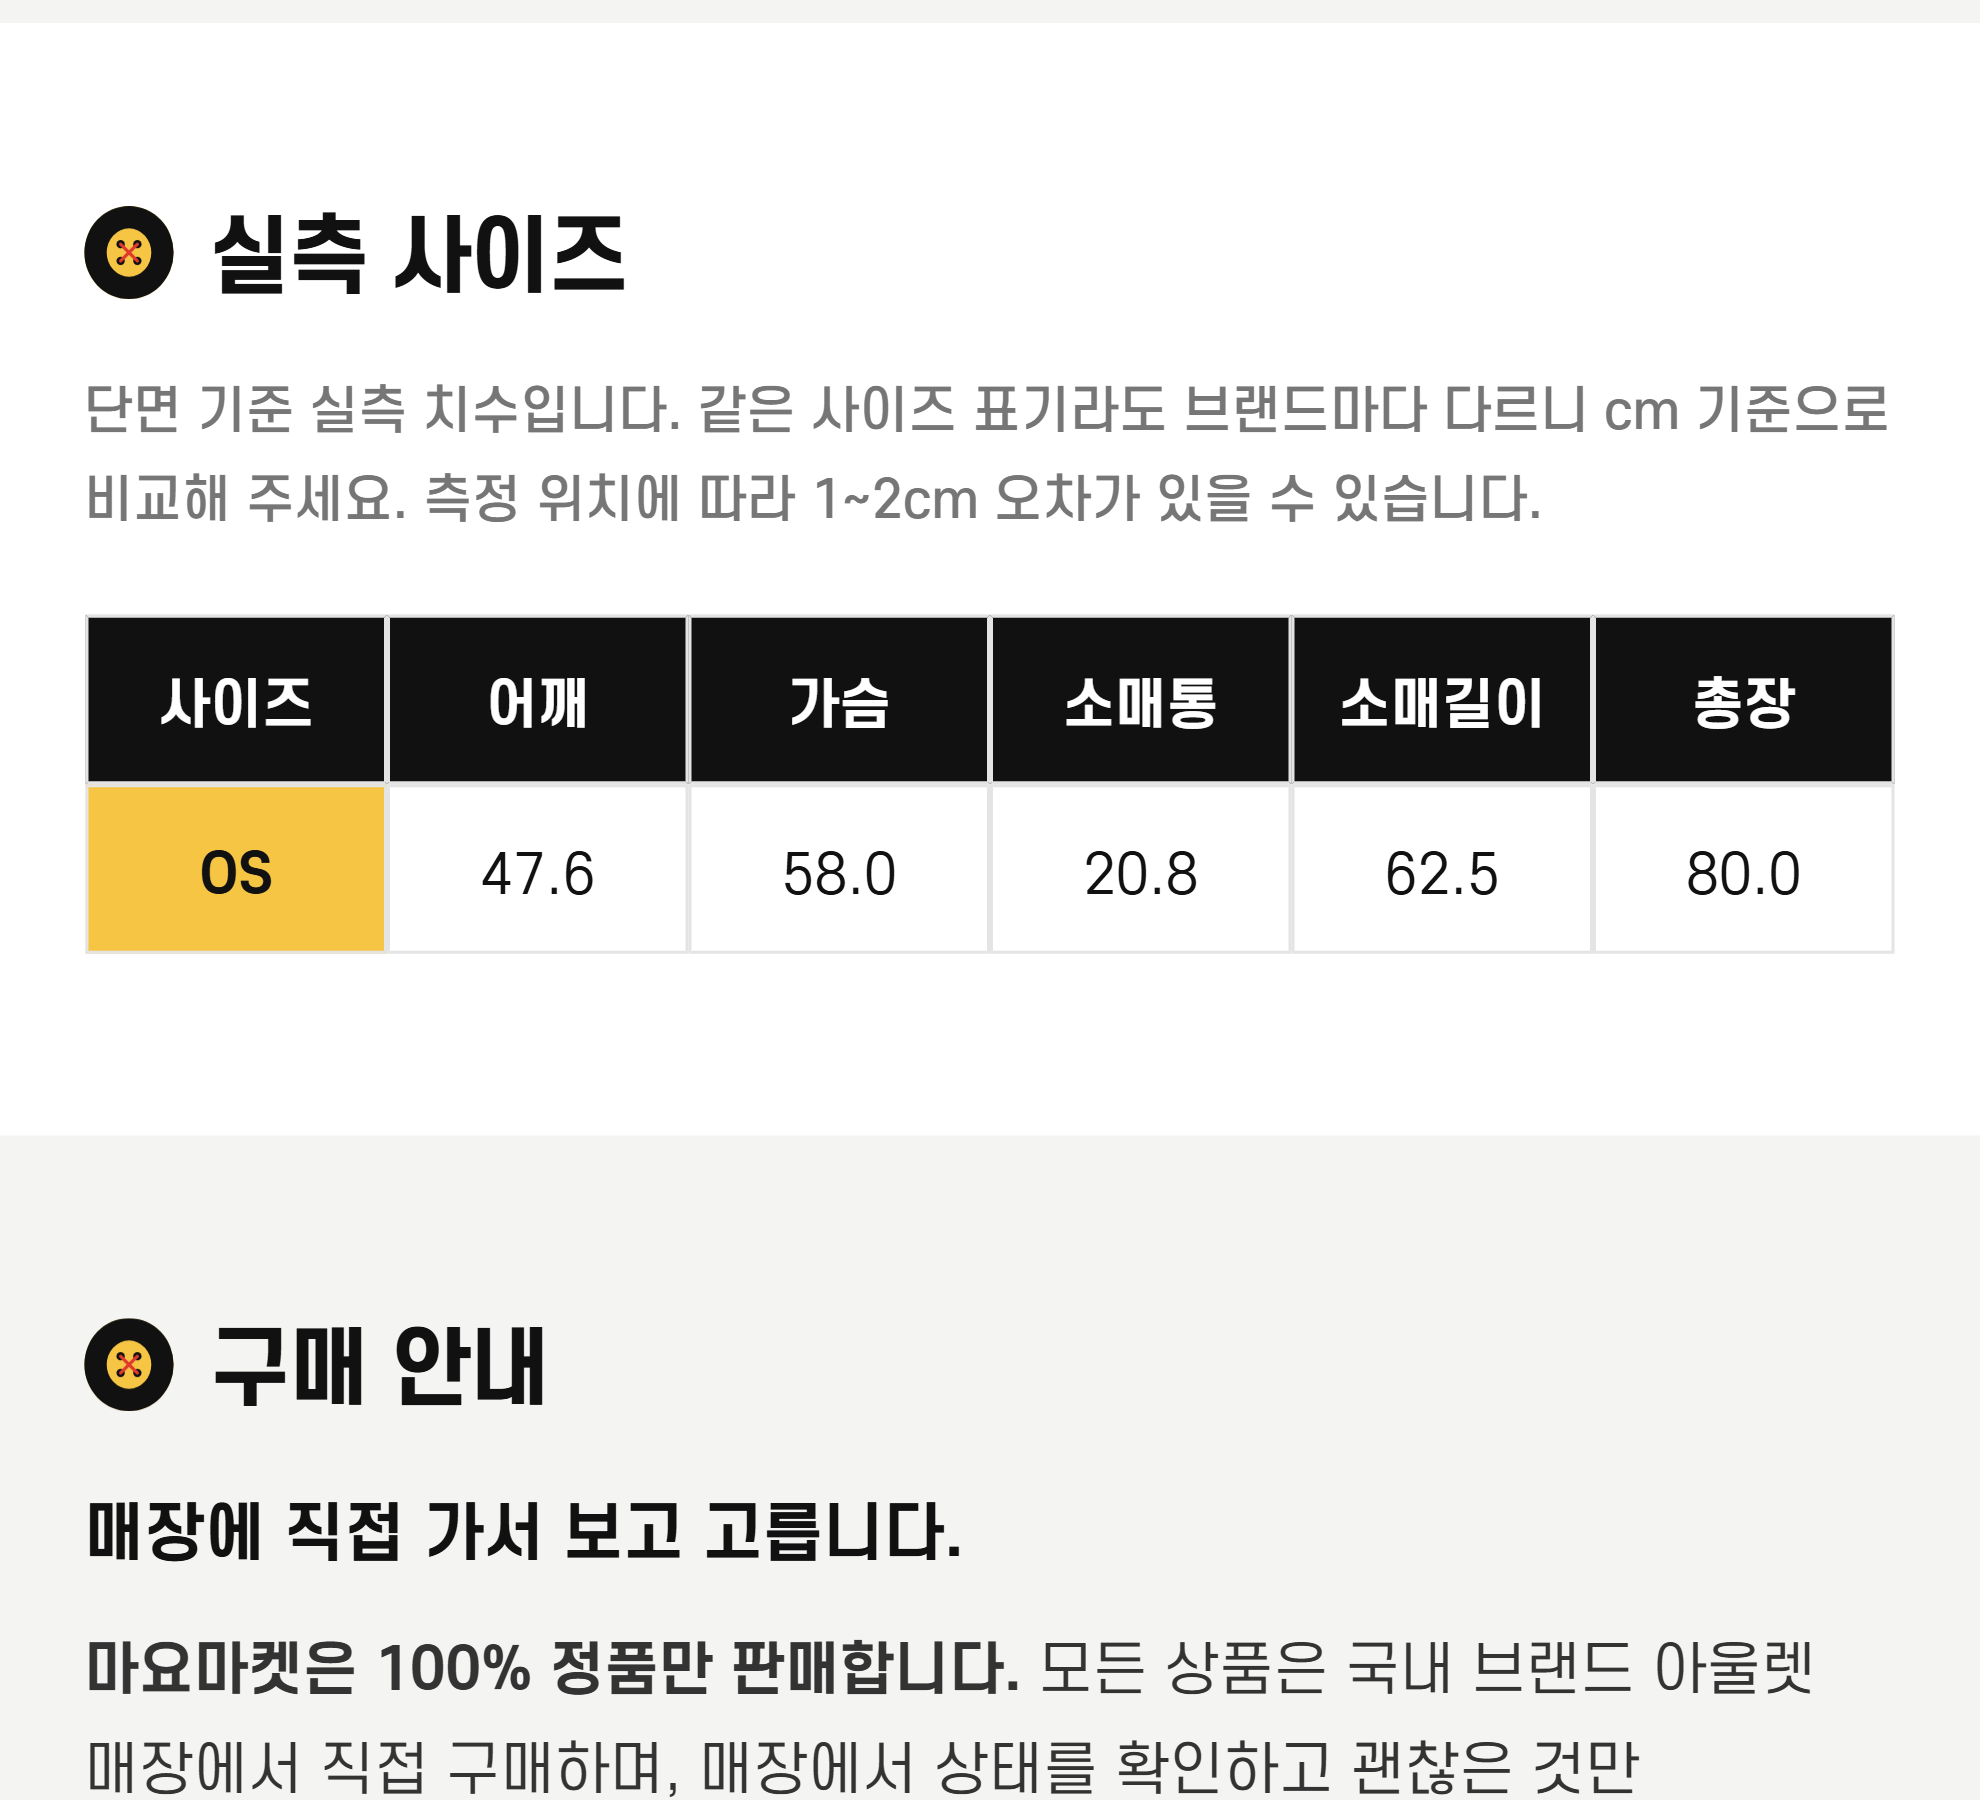 실측 사이즈
단면 기준 실측 치수입니다. 같은 사이즈 표기라도 브랜드마다 다르니 cm 기준으로
비교해 주세요. 측정 위치에 따라 1~2cm 오차가 있을 수 있습니다.
사이즈 어깨 가슴 소매통 소매길이 총장
OS 47.6 58.0 20.8 62.5 80.0
구매 안내
매장에 직접 가서 보고 고릅니다.
마요마켓은 100% 정품만 판매합니다. 모든 상품은 국내 브랜드 아울렛
매장에서 직접 구매하며, 매장에서 상태를 확인하고 괜찮은 것만